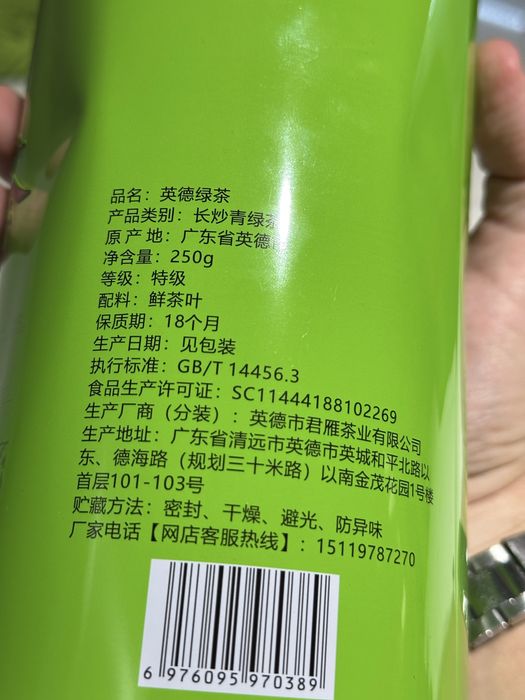 品名：英德绿茶
产品类别：长炒青绿茶
原产地：广东省英德
净含量：250g
等级：特级
配料：鲜茶叶
保质期：18个月
生产日期：见包装
执行标准：GB/T 14456.3
食品生产许可证：SC11444188102269
生产厂商（分装）：英德市君雁茶业有限公司
生产地址：广东省清远市英德市英城和平北路以
东、德海路（规划三十米路）以南金茂花园1号楼
首层101-103号
贮藏方法：密封、干燥、避光、防异味
厂家电话【网店客服热线】：15119787270
6 976095 970389